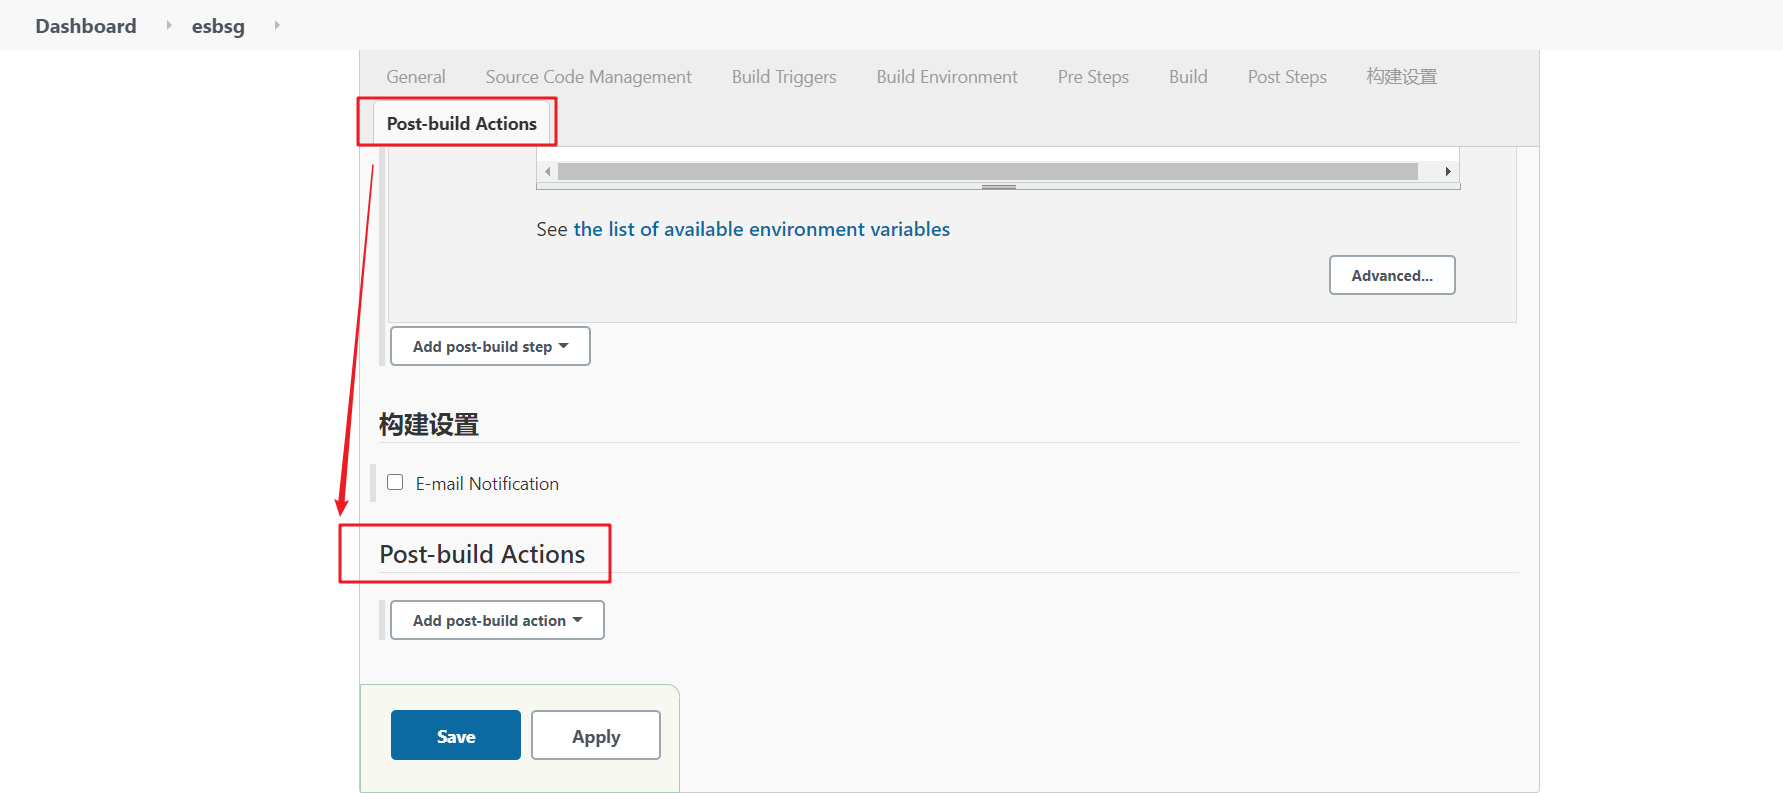 Dashboard esbsg
General Source Code Management Build Triggers Build Environment Pre Steps Build Post Steps 构建设置
Post-build Actions
See the list of available environment variables
Advanced...
Add post-build step
构建设置
E-mail Notification
Post-build Actions
Add post-build action
Save Apply